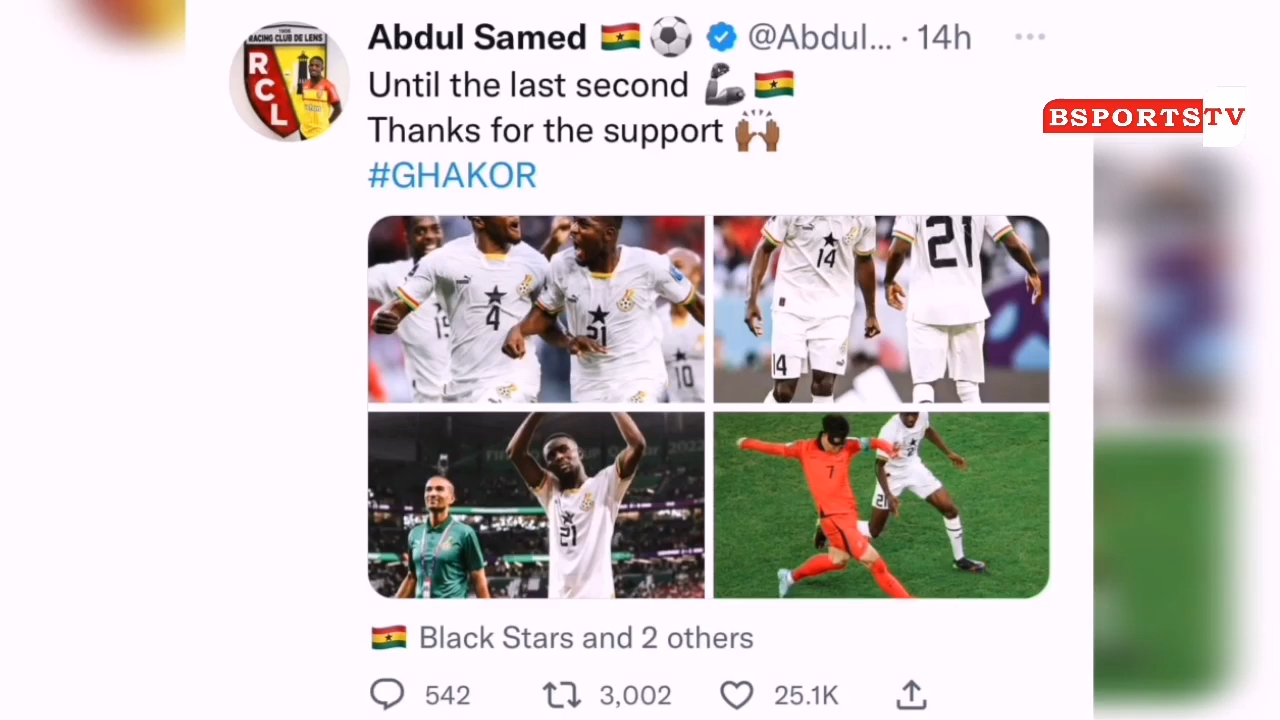 RACING CLUB DE LENS
RCL
Abdul Samed 🇬🇭 ⚽ @Abdul... · 14h
Until the last second 💪🏿🇬🇭
Thanks for the support 🙌🏾
#GHAKOR
BSPORTSTV
4
21
10
14
14
21
21
7
21
🇬🇭 Black Stars and 2 others
542 3,002 25.1K